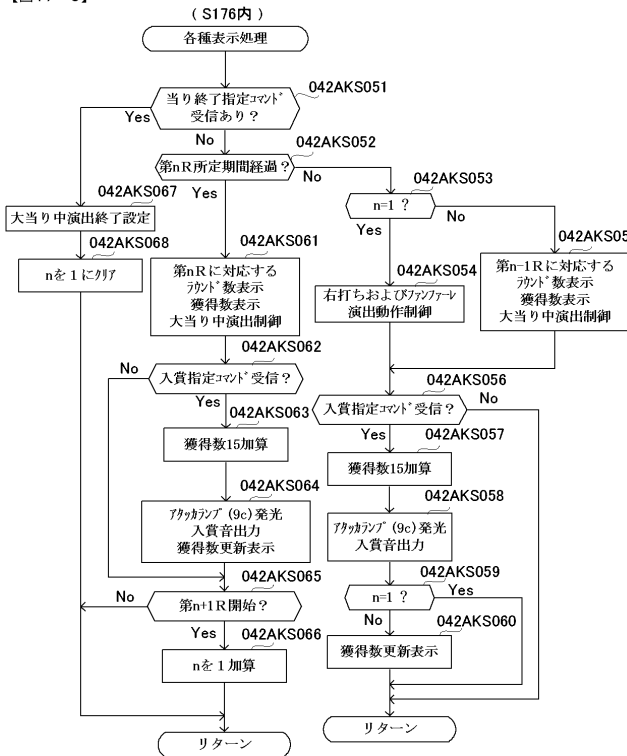 ( S176内 )
各種表示処理
042AKS051
当り終了指定ｺﾏﾝﾄﾞ
受信あり？
Yes
No
042AKS052
第nR所定期間経過？
No
Yes
042AKS053
n=1 ？
No
Yes
042AKS067
大当り中演出終了設定
042AKS068
nを１にｸﾘｱ
042AKS061
第nRに対応する
ﾗｳﾝﾄﾞ数表示
獲得数表示
大当り中演出制御
042AKS054
右打ちおよびﾌｧﾝﾌｧｰﾚ
演出動作制御
第n-1Rに対応する
ﾗｳﾝﾄﾞ数表示
獲得数表示
大当り中演出制御
042AKS062
入賞指定ｺﾏﾝﾄﾞ受信？
No
Yes
042AKS063
獲得数15加算
042AKS064
ｱﾀｯｶﾗﾝﾌﾟ(9c)発光
入賞音出力
獲得数更新表示
042AKS065
第n+1R開始？
No
Yes
042AKS066
nを１加算
リターン
042AKS056
入賞指定ｺﾏﾝﾄﾞ受信？
No
Yes
042AKS057
獲得数15加算
042AKS058
ｱﾀｯｶﾗﾝﾌﾟ(9c)発光
入賞音出力
042AKS059
n=1 ？
Yes
No
042AKS060
獲得数更新表示
リターン